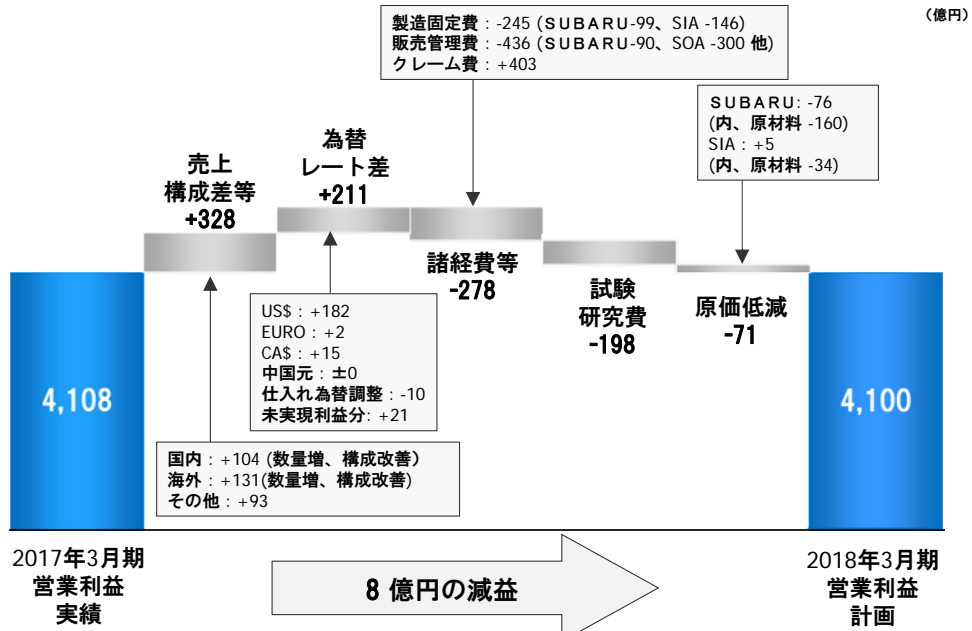 （億円）
製造固定費：-245 (ＳＵＢＡＲＵ-99、SIA -146)
販売管理費：-436 (ＳＵＢＡＲＵ-90、SOA -300 他)
クレーム費：+403
ＳＵＢＡＲＵ: -76
(内、原材料 -160)
SIA：+5
(内、原材料 -34)
売上
構成差等
+328
為替
レート差
+211
諸経費等
-278
試験
研究費
-198
原価低減
-71
US$：+182
EURO：+2
CA$：+15
中国元：±0
仕入れ為替調整：-10
未実現利益分: +21
国内：+104 (数量増、構成改善）
海外：+131(数量増、構成改善)
その他：+93
4,108
4,100
2017年3月期
営業利益
実績
8 億円の減益
2018年3月期
営業利益
計画